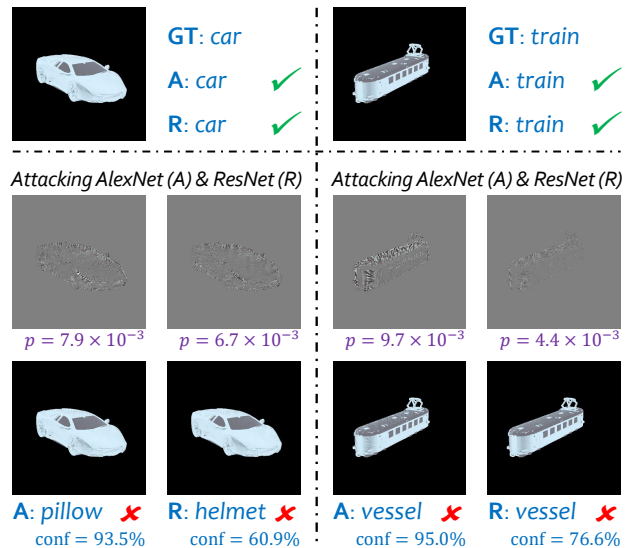 GT: car
A: car ✓
R: car ✓
GT: train
A: train ✓
R: train ✓
Attacking AlexNet (A) & ResNet (R)
Attacking AlexNet (A) & ResNet (R)
p = 7.9 × 10⁻³
p = 6.7 × 10⁻³
p = 9.7 × 10⁻³
p = 4.4 × 10⁻³
A: pillow ✘
conf = 93.5%
R: helmet ✘
conf = 60.9%
A: vessel ✘
conf = 95.0%
R: vessel ✘
conf = 76.6%